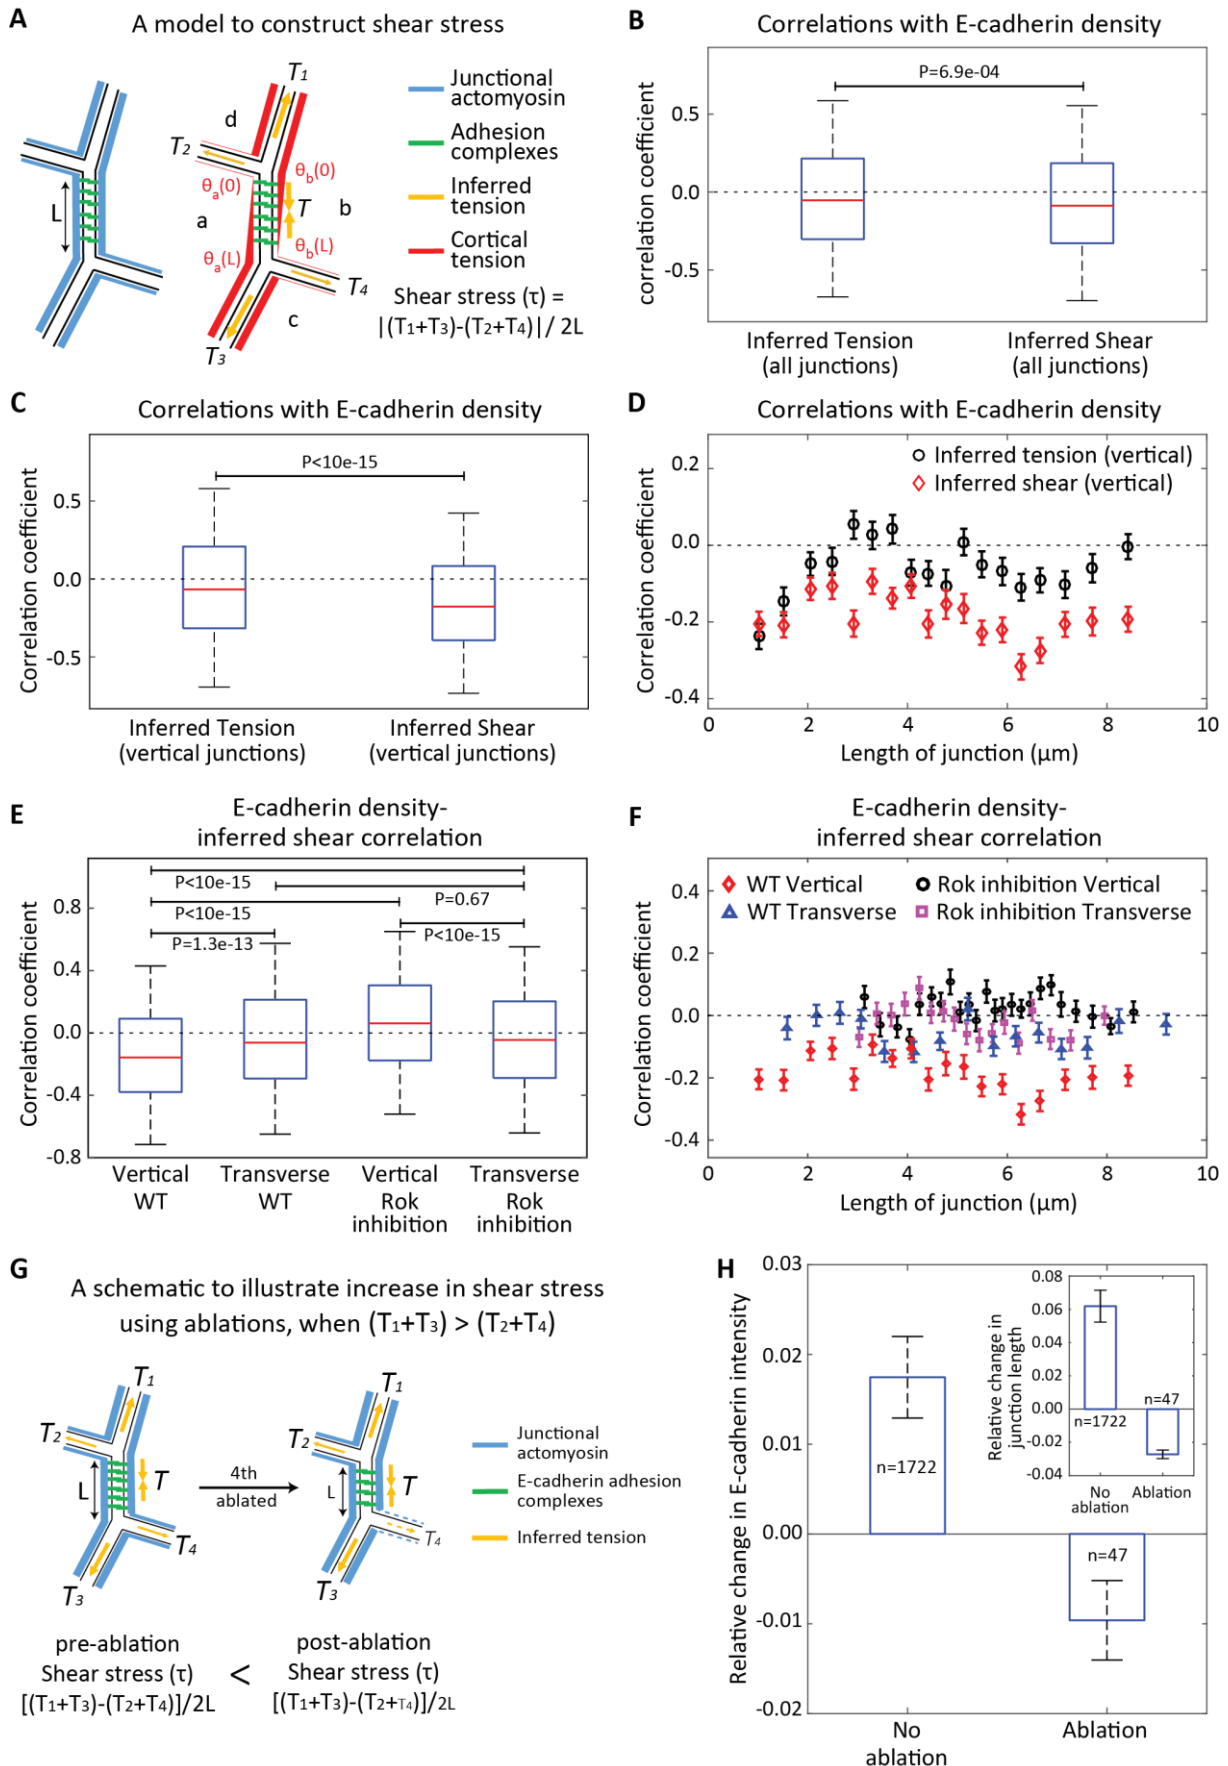 A
A model to construct shear stress
T1
d
T2
θa(0)
θb(0)
L
a
T
b
θa(L)
θb(L)
T4
c
T3
Junctional
actomyosin
Adhesion
complexes
Inferred
tension
Cortical
tension
Shear stress (τ) =
|(T1+T3)-(T2+T4)|/ 2L
B
Correlations with E-cadherin density
P=6.9e-04
correlation coefficient
0.5
0.0
-0.5
Inferred Tension
(all junctions)
Inferred Shear
(all junctions)
C
Correlations with E-cadherin density
P<10e-15
Correlation coefficient
0.5
0.0
-0.5
Inferred Tension
(vertical junctions)
Inferred Shear
(vertical junctions)
D
Correlations with E-cadherin density
Inferred tension (vertical)
Inferred shear (vertical)
Correlation coefficient
0.2
0.0
-0.2
-0.4
0 2 4 6 8 10
Length of junction (μm)
E
E-cadherin density-
inferred shear correlation
P<10e-15
P=0.67
P<10e-15
P<10e-15
P=1.3e-13
Correlation coefficient
0.8
0.4
0.0
-0.4
-0.8
Vertical
WT
Transverse
WT
Vertical
Rok
inhibition
Transverse
Rok
inhibition
F
E-cadherin density-
inferred shear correlation
WT Vertical
Rok inhibition Vertical
WT Transverse
Rok inhibition Transverse
Correlation coefficient
0.4
0.2
0.0
-0.2
-0.4
0 2 4 6 8 10
Length of junction (μm)
G
A schematic to illustrate increase in shear stress
using ablations, when (T1+T3) > (T2+T4)
T1
T2
L
T
T4
T3
4th
ablated
T1
T2
L
T
T4
T3
Junctional
actomyosin
E-cadherin adhesion
complexes
Inferred tension
pre-ablation
Shear stress (τ)
[(T1+T3)-(T2+T4)]/2L
<
post-ablation
Shear stress (τ)
[(T1+T3)-(T2+T4)]/2L
H
Relative change in E-cadherin intensity
0.03
0.02
0.01
0.00
-0.01
-0.02
n=1722
n=47
No
ablation
Ablation
Relative change in
junction length
0.08
0.06
0.04
0.02
0.00
-0.02
-0.04
n=47
n=1722
No
ablation
Ablation